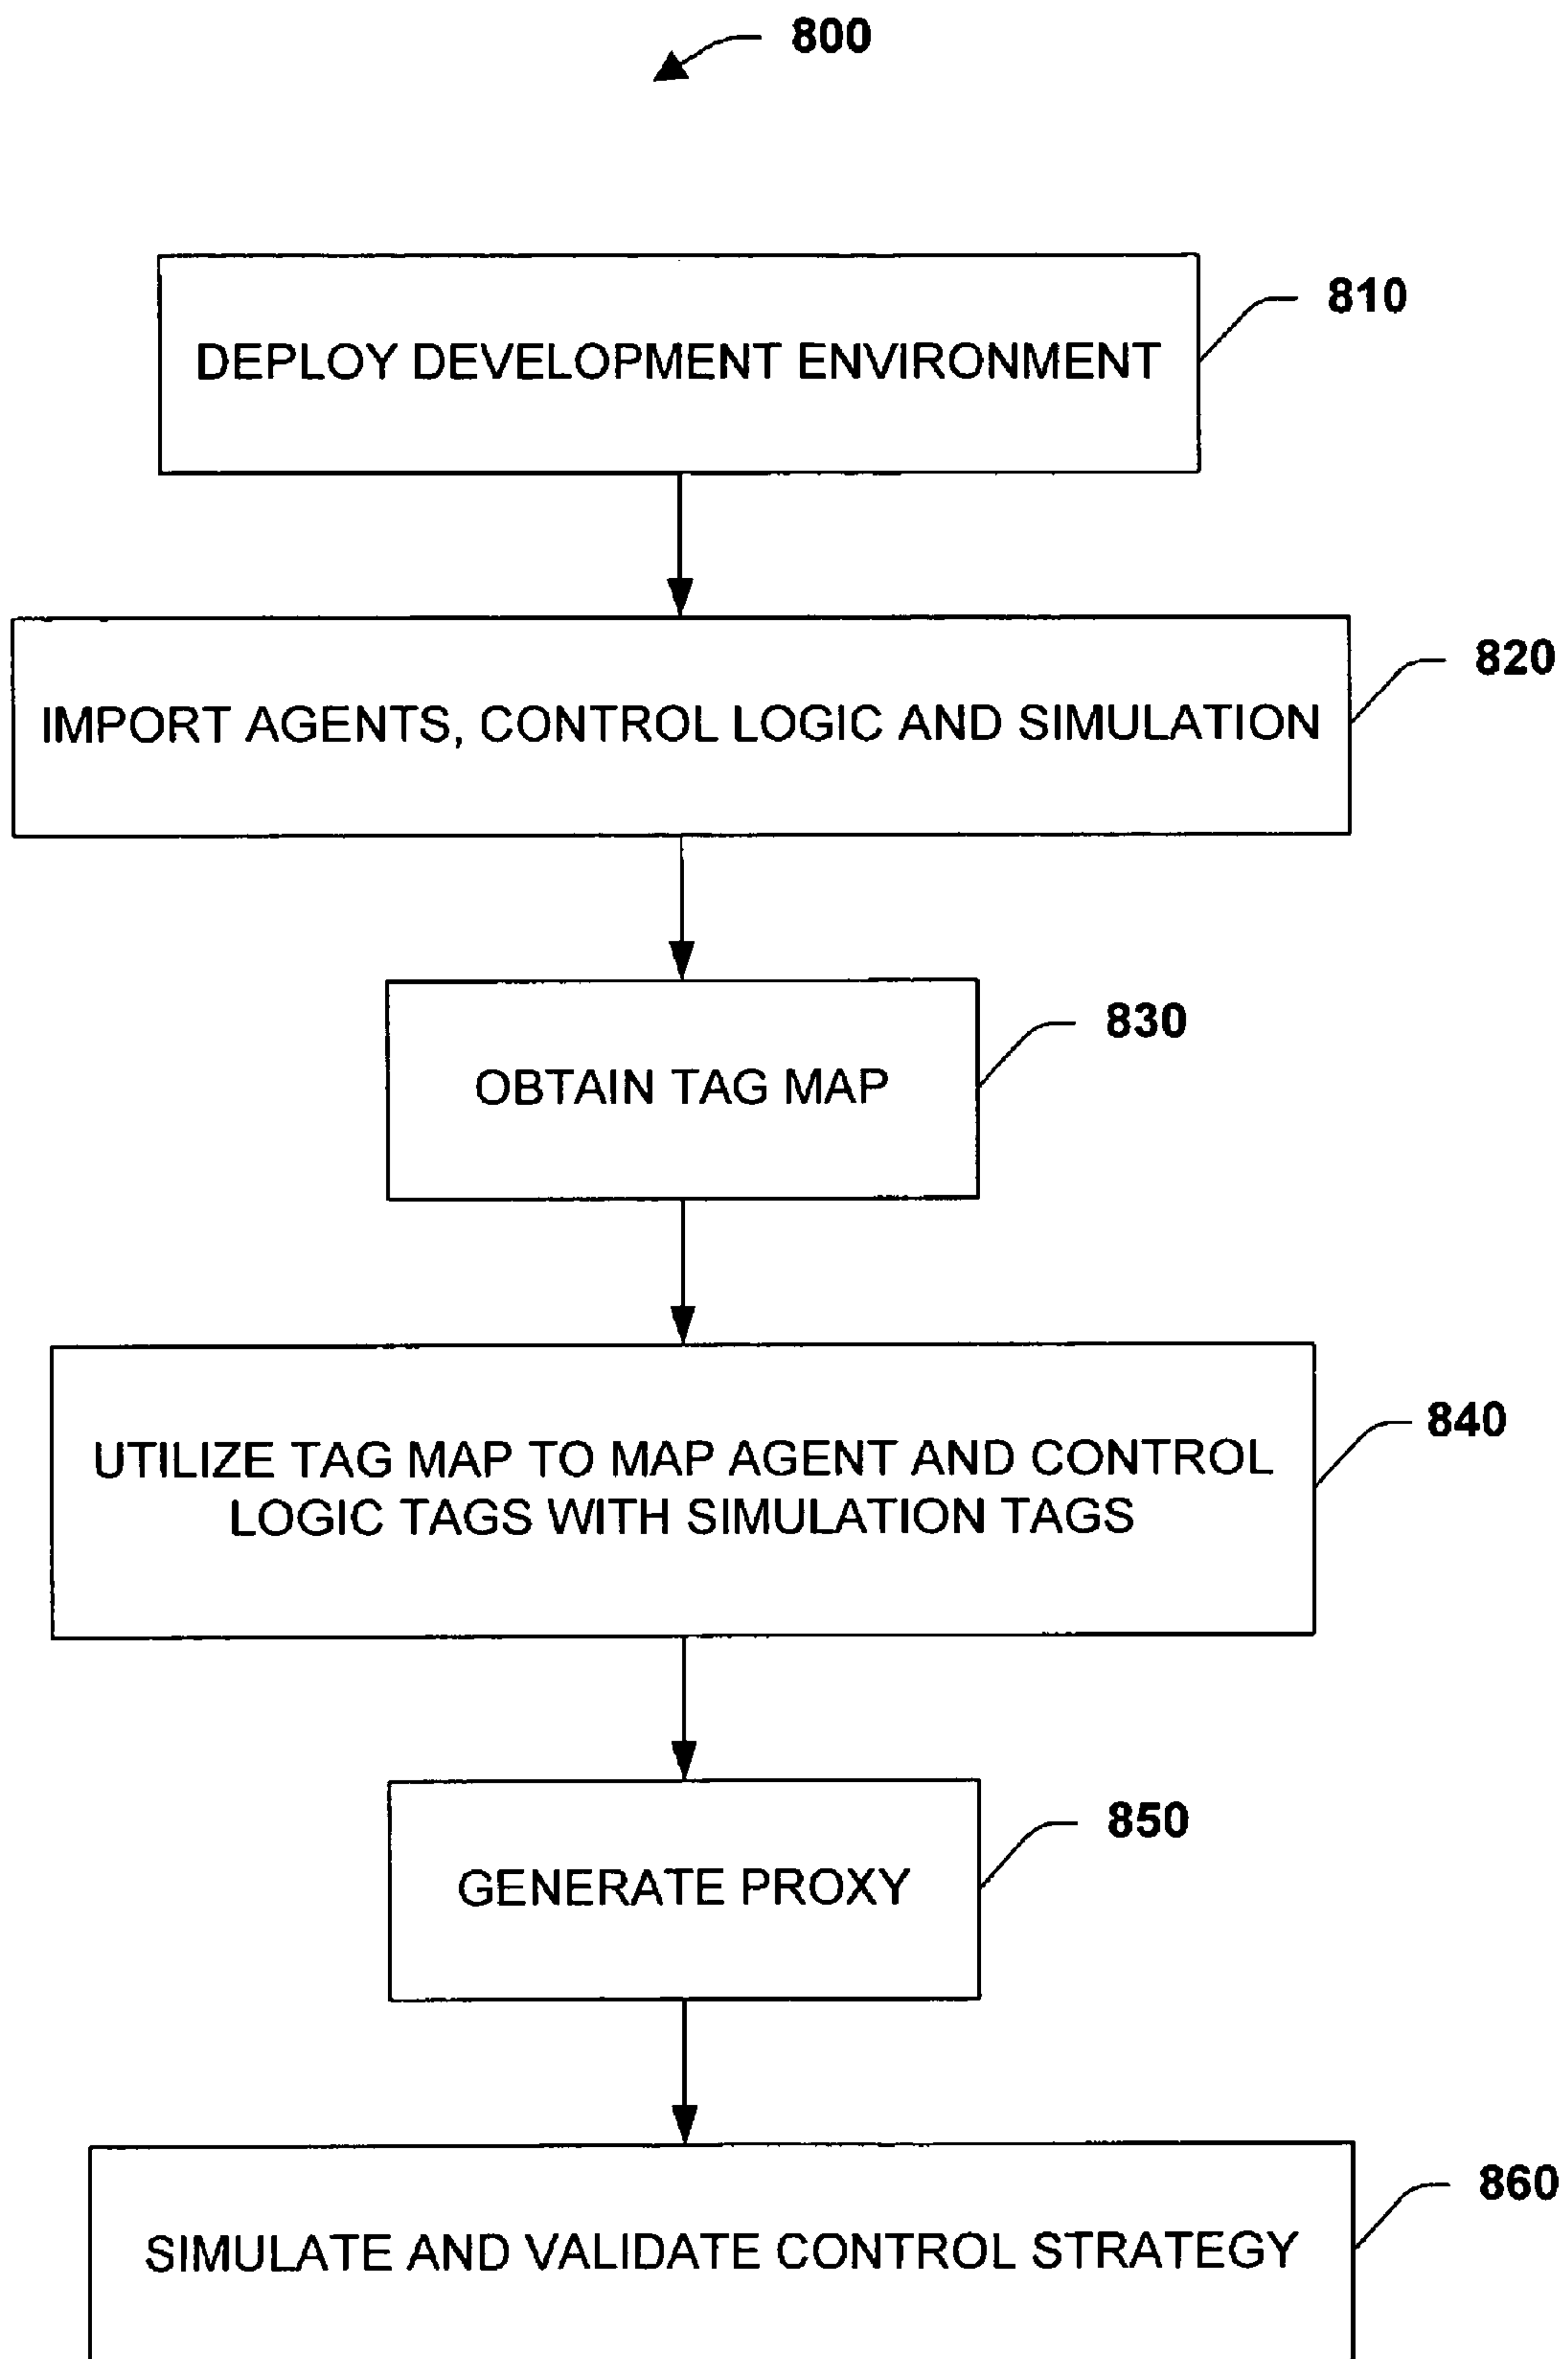 800
810
DEPLOY DEVELOPMENT ENVIRONMENT
820
IMPORT AGENTS, CONTROL LOGIC AND SIMULATION
830
OBTAIN TAG MAP
840
UTILIZE TAG MAP TO MAP AGENT AND CONTROL
LOGIC TAGS WITH SIMULATION TAGS
850
GENERATE PROXY
860
SIMULATE AND VALIDATE CONTROL STRATEGY